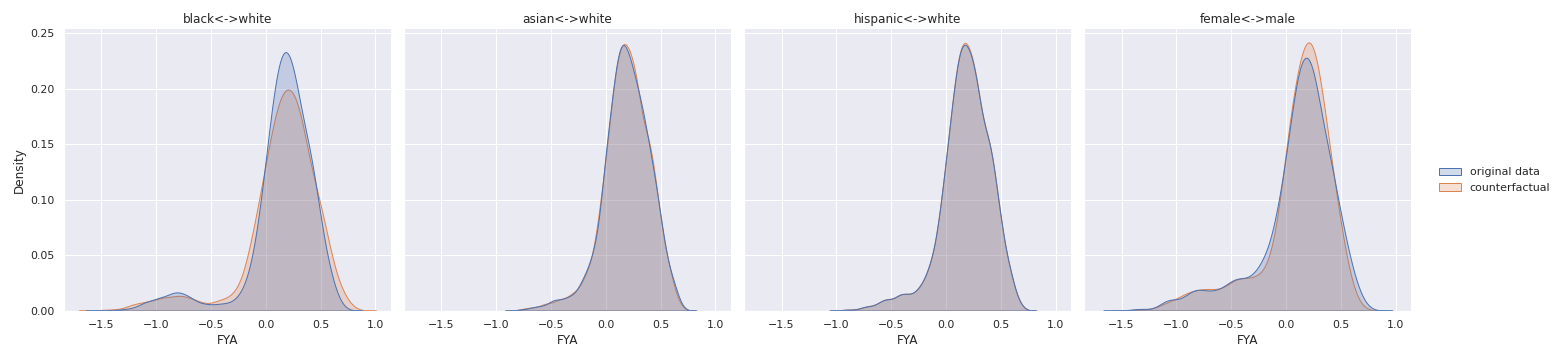 black<->white
asian<->white
hispanic<->white
female<->male
0.25
0.20
0.15
0.10
0.05
0.00
Density
−1.5 −1.0 −0.5 0.0 0.5 1.0
−1.5 −1.0 −0.5 0.0 0.5 1.0
−1.5 −1.0 −0.5 0.0 0.5 1.0
−1.5 −1.0 −0.5 0.0 0.5 1.0
FYA
FYA
FYA
FYA
original data
counterfactual